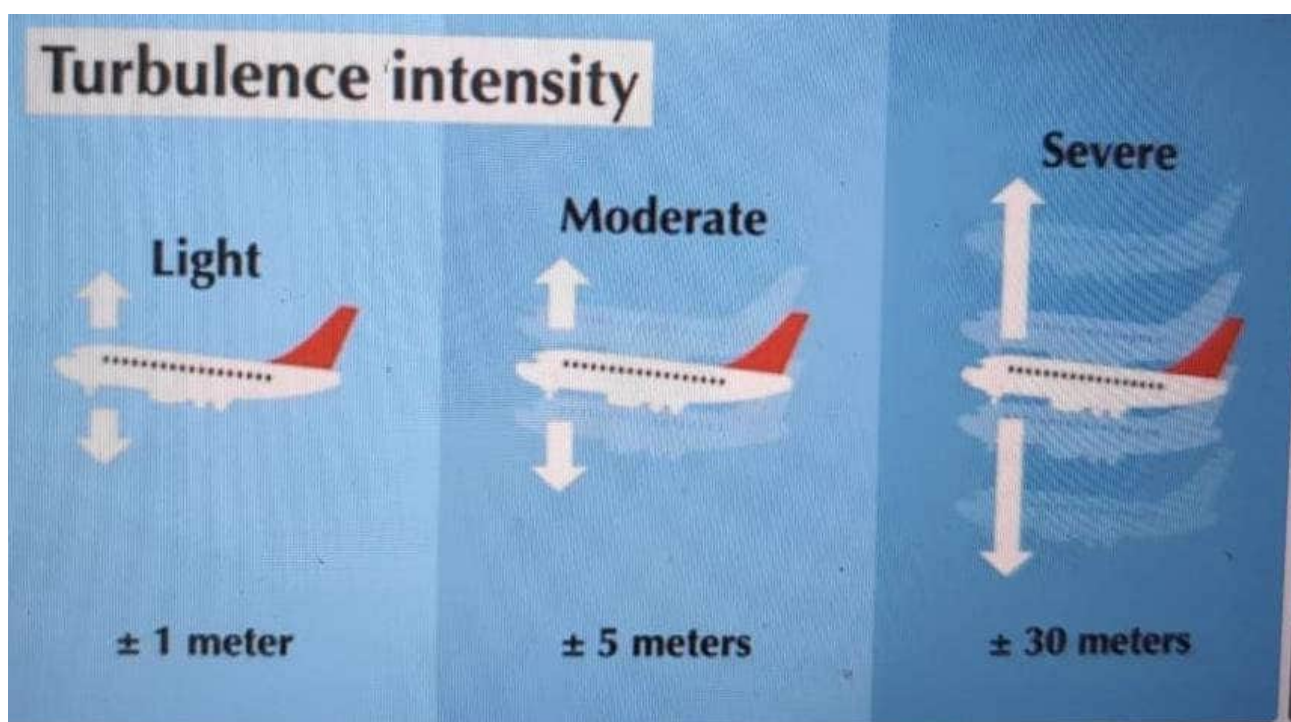 Turbulence intensity
Light
Moderate
Severe
± 1 meter
± 5 meters
± 30 meters